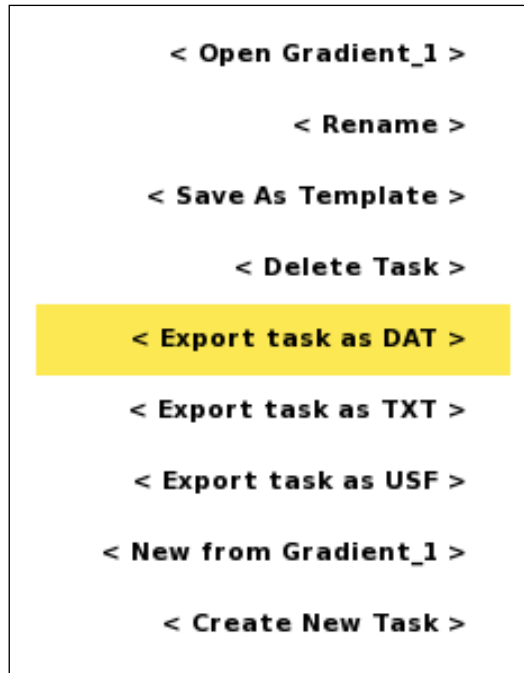 < Open Gradient_1 >
< Rename >
< Save As Template >
< Delete Task >
< Export task as DAT >
< Export task as TXT >
< Export task as USF >
< New from Gradient_1 >
< Create New Task >